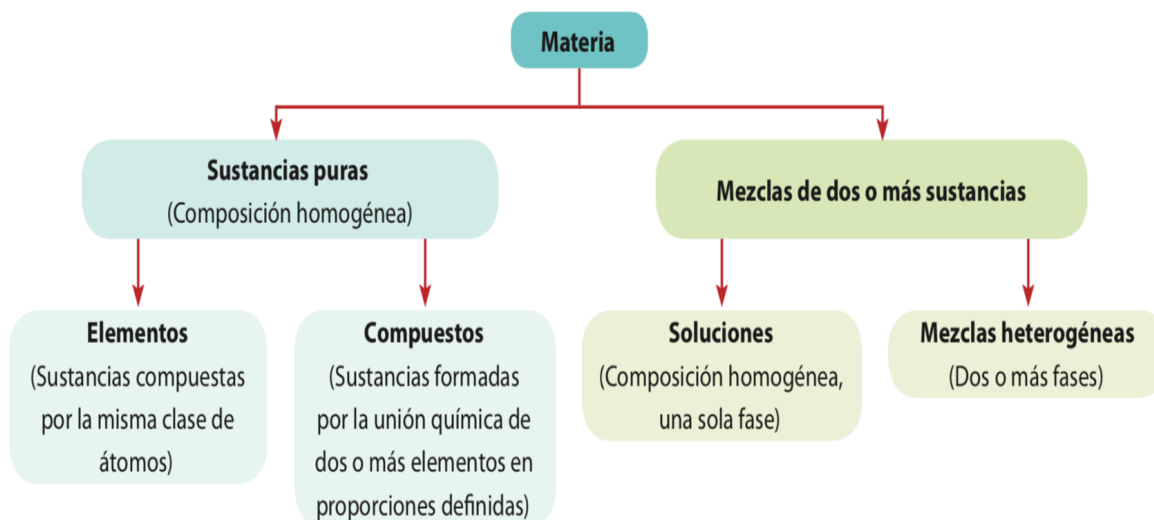 Materia
Sustancias puras
(Composición homogénea)
Mezclas de dos o más sustancias
Elementos
(Sustancias compuestas
por la misma clase de
átomos)
Compuestos
(Sustancias formadas
por la unión química de
dos o más elementos en
proporciones definidas)
Soluciones
(Composición homogénea,
una sola fase)
Mezclas heterogéneas
(Dos o más fases)